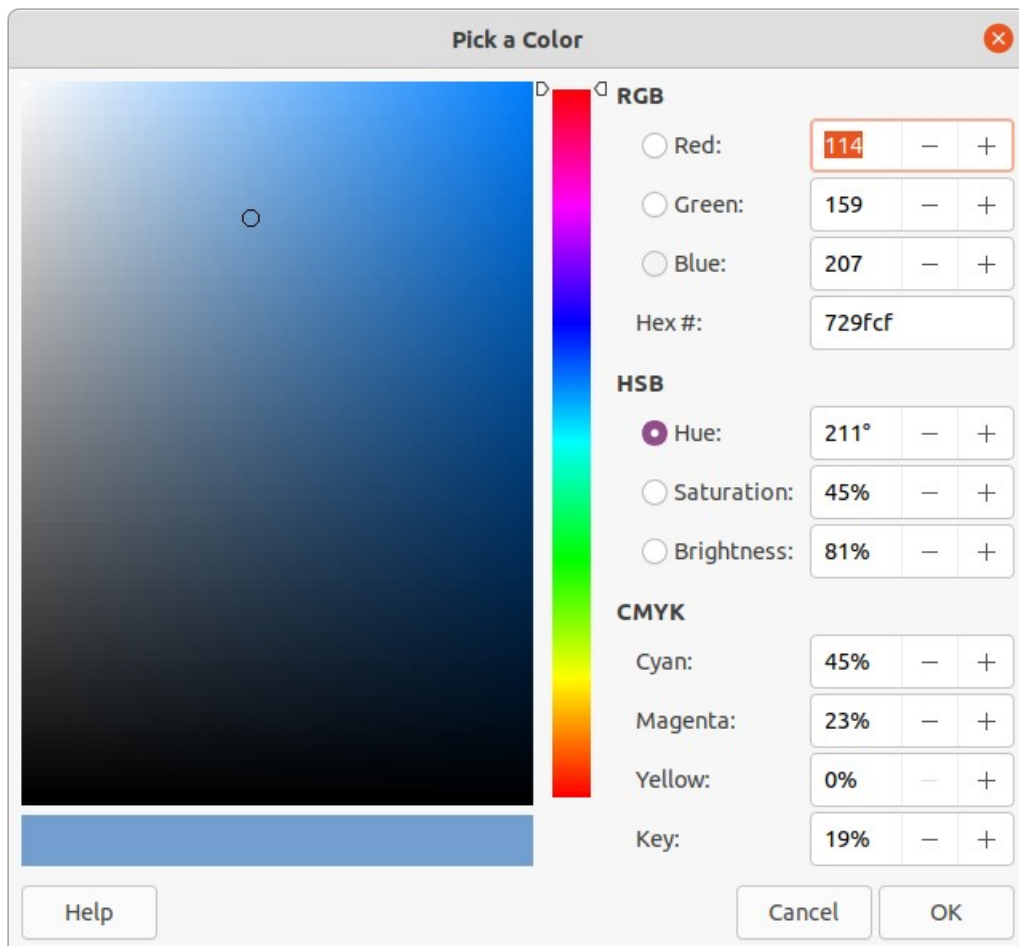 Pick a Color
RGB
Red: 114
Green: 159
Blue: 207
Hex #: 729fcf
HSB
Hue: 211°
Saturation: 45%
Brightness: 81%
CMYK
Cyan: 45%
Magenta: 23%
Yellow: 0%
Key: 19%
Help Cancel OK